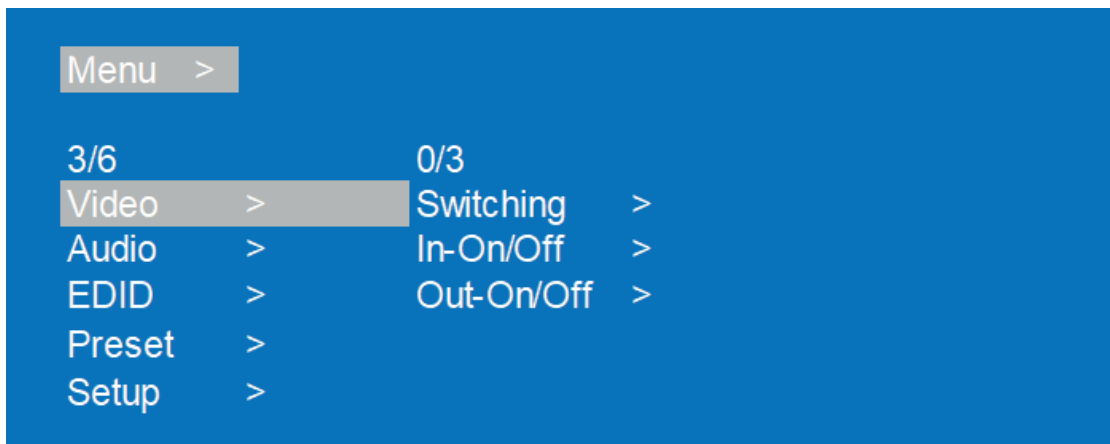 Menu >
3/6 0/3
Video > Switching >
Audio > In-On/Off >
EDID > Out-On/Off >
Preset >
Setup >